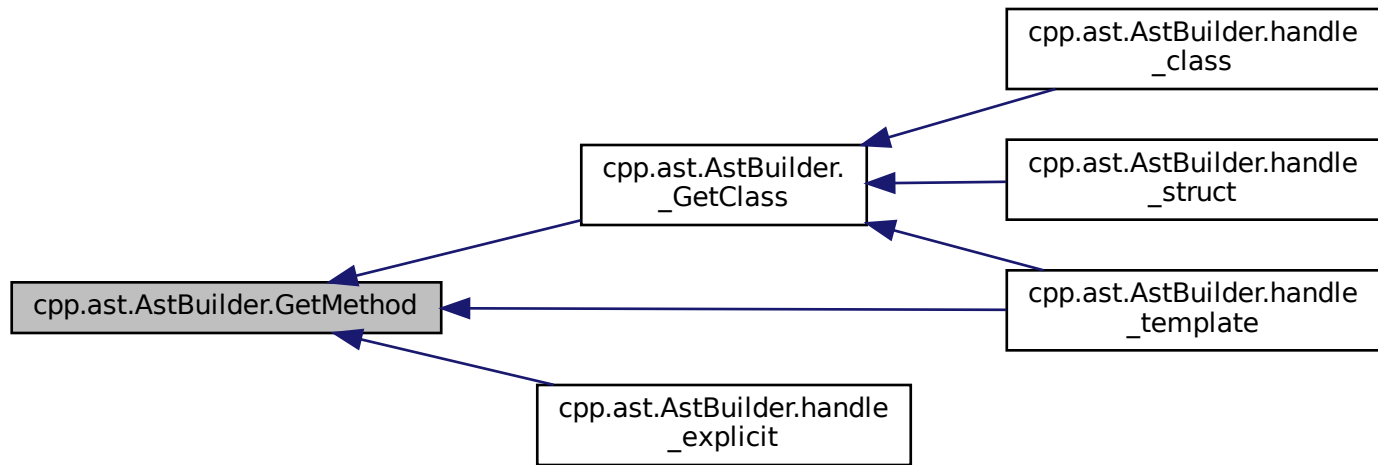 cpp.ast.AstBuilder.handle
_class
cpp.ast.AstBuilder.
_GetClass
cpp.ast.AstBuilder.handle
_struct
cpp.ast.AstBuilder.GetMethod
cpp.ast.AstBuilder.handle
_template
cpp.ast.AstBuilder.handle
_explicit